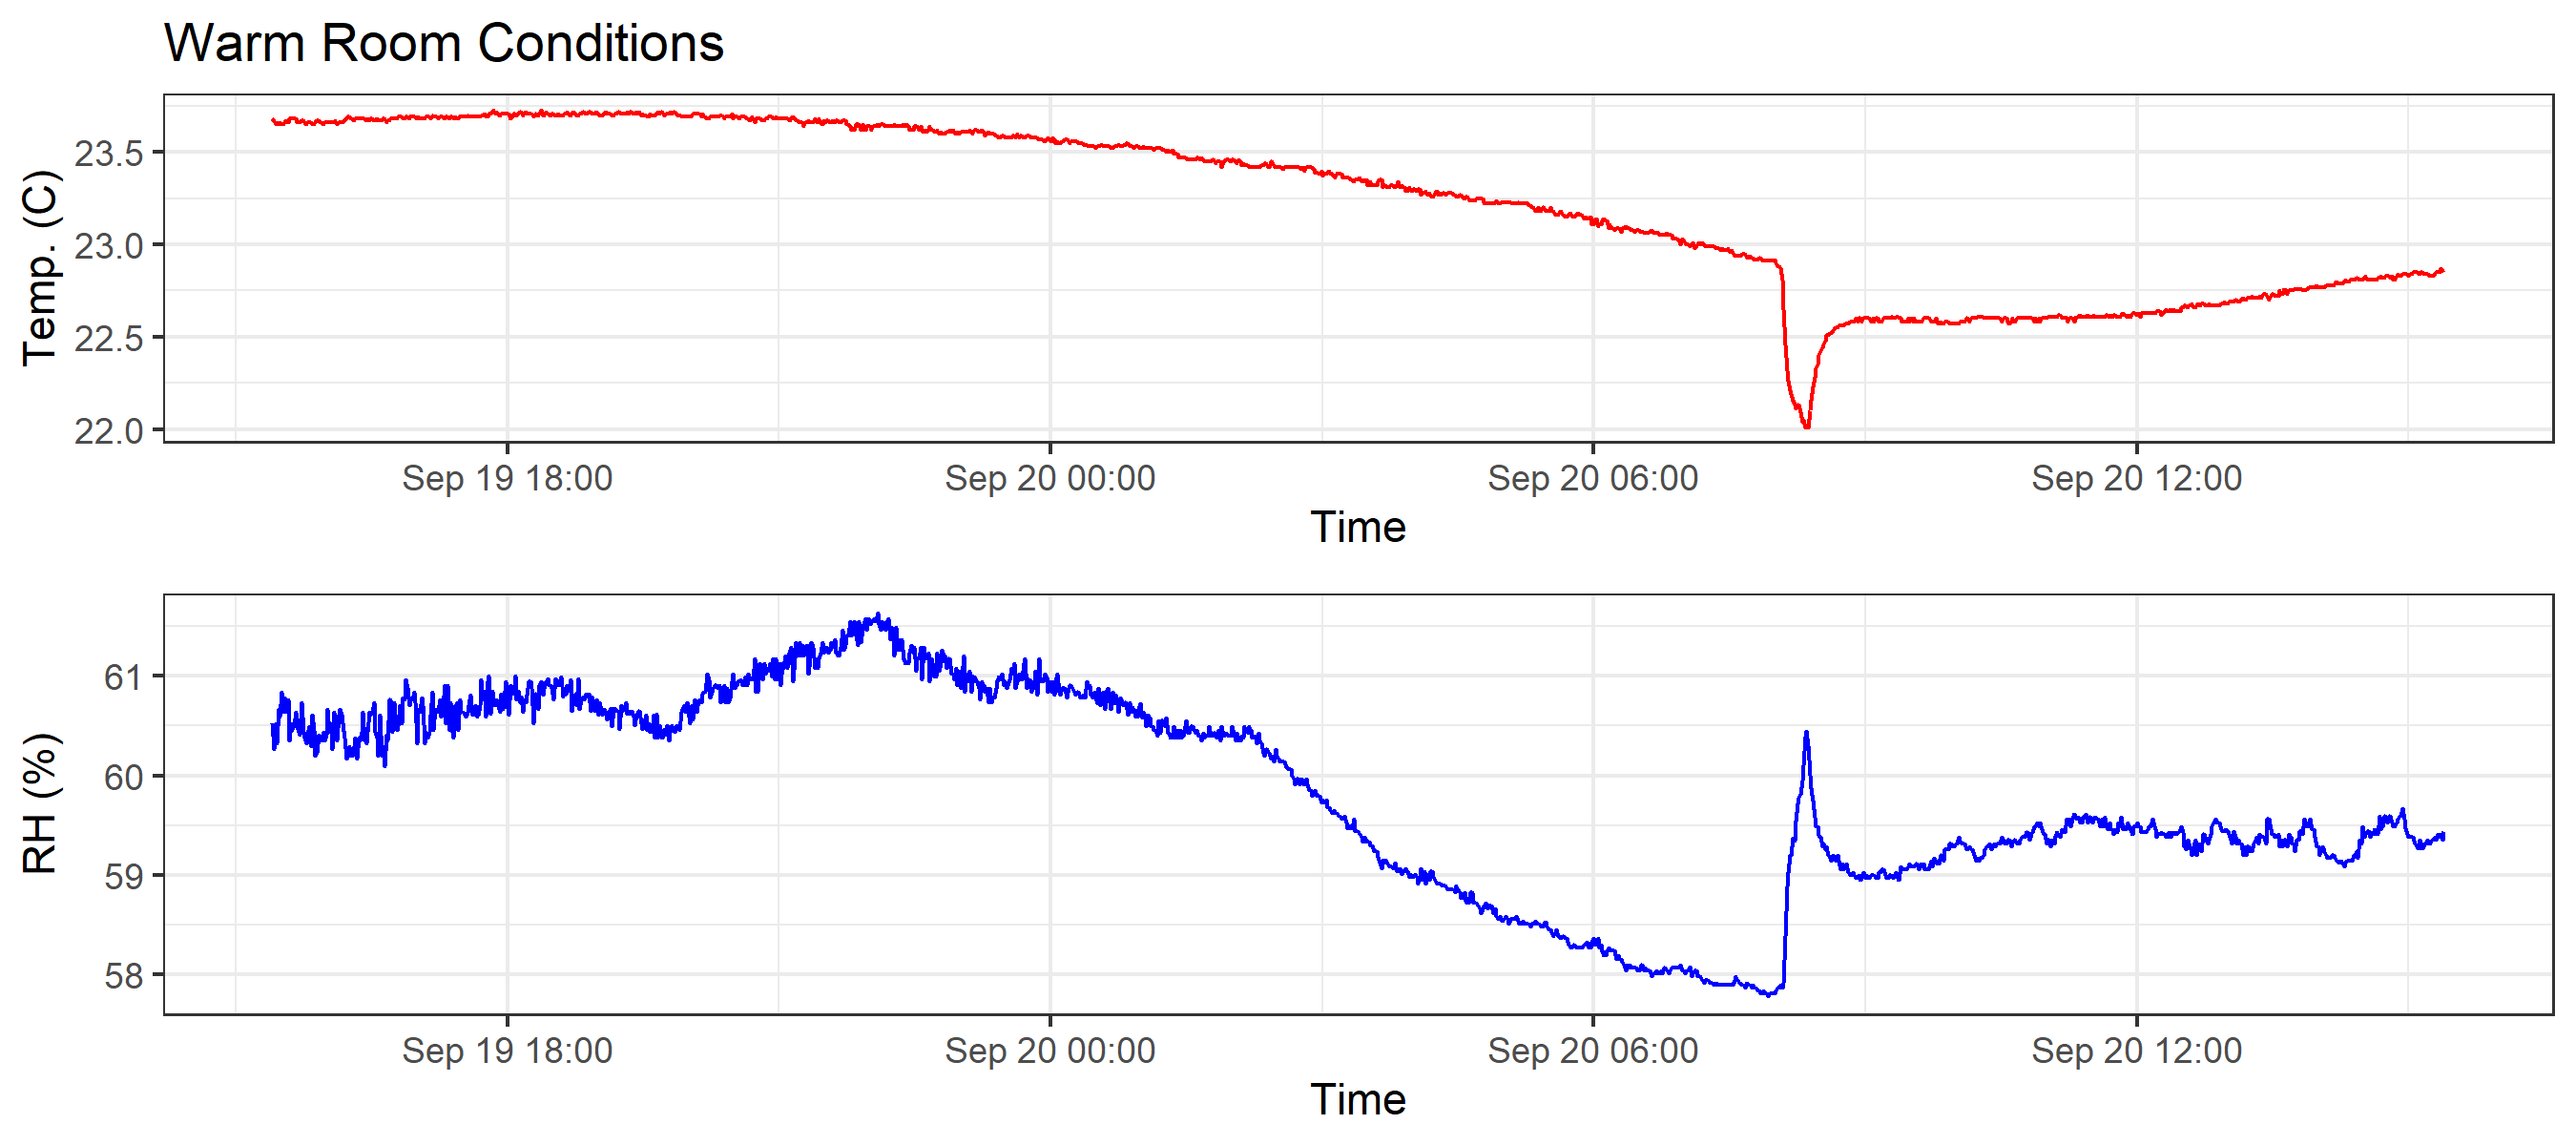 Warm Room Conditions
Temp. (C)
23.5
23.0
22.5
22.0
Sep 19 18:00 Sep 20 00:00 Sep 20 06:00 Sep 20 12:00
Time
RH (%)
61
60
59
58
Sep 19 18:00 Sep 20 00:00 Sep 20 06:00 Sep 20 12:00
Time